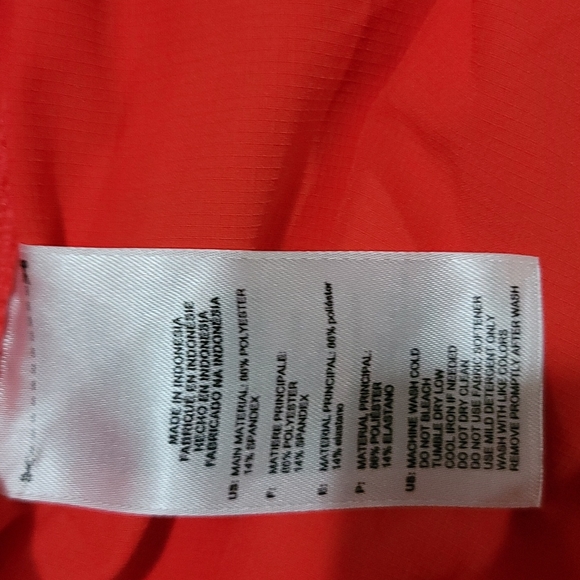 MADE IN INDONESIA
FABRIQUÉ EN INDONÉSIE
HECHO EN INDONESIA
FABRICADO NA INDONÉSIA
US: MAIN MATERIAL: 86% POLYESTER
14% SPANDEX
F: MATIÈRE PRINCIPALE:
86% POLYESTER
14% SPANDEX
E: MATERIAL PRINCIPAL: 86% poliéster
14% elastano
P: MATERIAL PRINCIPAL:
86% POLIÉSTER
14% ELASTANO
US: MACHINE WASH COLD
DO NOT BLEACH
TUMBLE DRY LOW
COOL IRON IF NEEDED
DO NOT DRY CLEAN
DO NOT USE FABRIC SOFTENER
USE MILD DETERGENT ONLY
WASH WITH LIKE COLORS
REMOVE PROMPTLY AFTER WASH